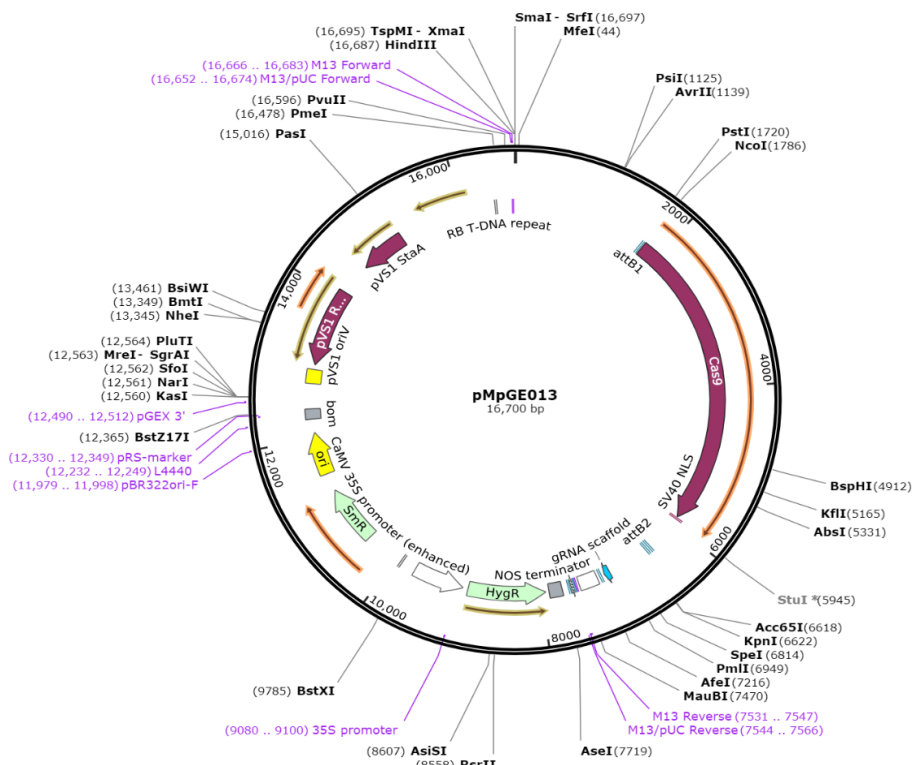 SmaI - SrfI (16,697)
(16,695) TspMI - XmaI
MfeI (44)
(16,687) HindIII
(16,666 .. 16,683) M13 Forward
(16,652 .. 16,674) M13/pUC Forward
PsiI (1125)
AvrII (1139)
(16,596) PvuII
(16,478) PmeI
(15,016) PasI
PstI (1720)
NcoI (1786)
16,000
2000
RB T-DNA repeat
attB1
pVS1 StaA
14,000
(13,461) BsiWI
(13,349) BmtI
(13,345) NheI
pVS1 R...
(12,564) PluTI
(12,563) MreI - SgrAI
(12,562) SfoI
(12,561) NarI
(12,560) KasI
pVS1 oriV
Cas9
4000
pMpGE013
16,700 bp
(12,490 .. 12,512) pGEX 3'
bom
(12,365) BstZ17I
(12,330 .. 12,349) pRS-marker
(12,232 .. 12,249) L4440
(11,979 .. 11,998) pBR322ori-F
12,000
ori
CaMV 35S promoter (enhanced)
SmR
SV40 NLS
BspHI (4912)
KflI (5165)
AbsI (5331)
attB2
gRNA scaffold
NOS terminator
HygR
6000
StuI * (5945)
10,000
8000
Acc65I (6618)
KpnI (6622)
SpeI (6814)
PmlI (6949)
AfeI (7216)
MauBI (7470)
(9785) BstXI
M13 Reverse (7531 .. 7547)
M13/pUC Reverse (7544 .. 7566)
(9080 .. 9100) 35S promoter
(8607) AsiSI
AseI (7719)
(8558) RsrII